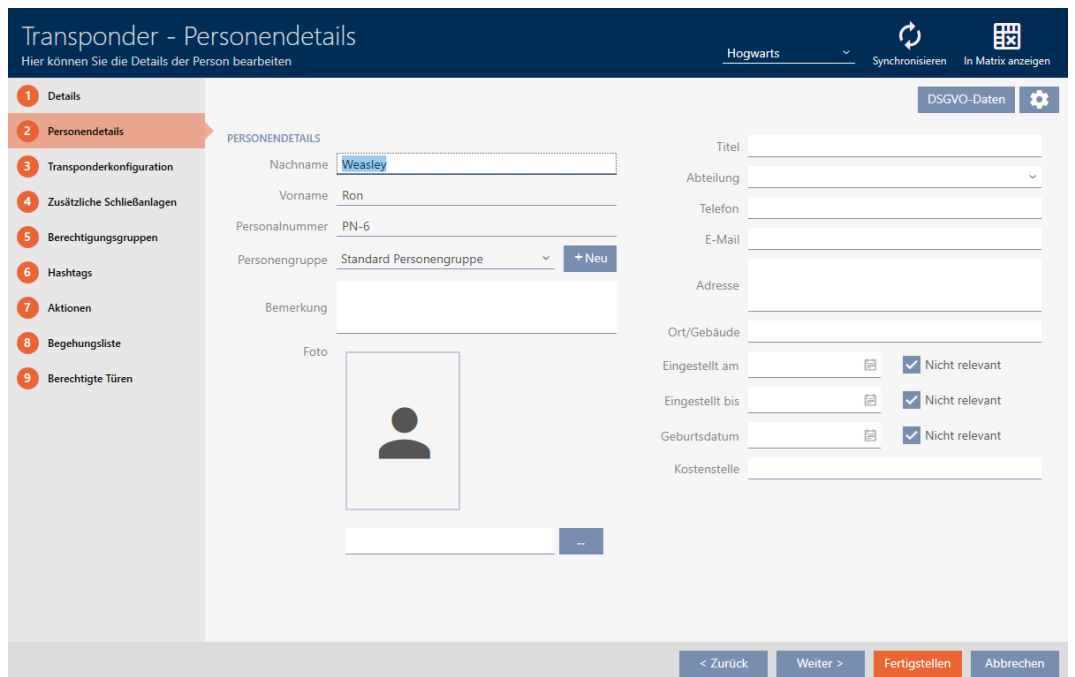 Transponder - Personendetails
Hier können Sie die Details der Person bearbeiten
Hogwarts
Synchronisieren
In Matrix anzeigen
1 Details
2 Personendetails
3 Transponderkonfiguration
4 Zusätzliche Schließanlagen
5 Berechtigungsgruppen
6 Hashtags
7 Aktionen
8 Begehungsliste
9 Berechtigte Türen
DSGVO-Daten
PERSONENDETAILS
Nachname Weasley
Vorname Ron
Personalnummer PN-6
Personengruppe Standard Personengruppe + Neu
Bemerkung
Foto
...
Titel
Abteilung
Telefon
E-Mail
Adresse
Ort/Gebäude
Eingestellt am Nicht relevant
Eingestellt bis Nicht relevant
Geburtsdatum Nicht relevant
Kostenstelle
< Zurück Weiter > Fertigstellen Abbrechen